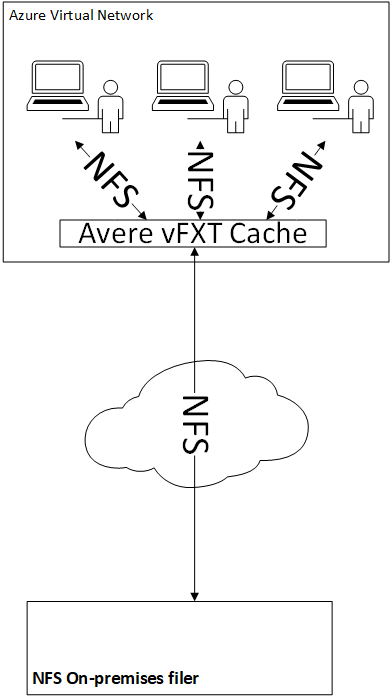 Azure Virtual Network
NFS
NFS
NFS
Avere vFXT Cache
NFS
NFS On-premises filer